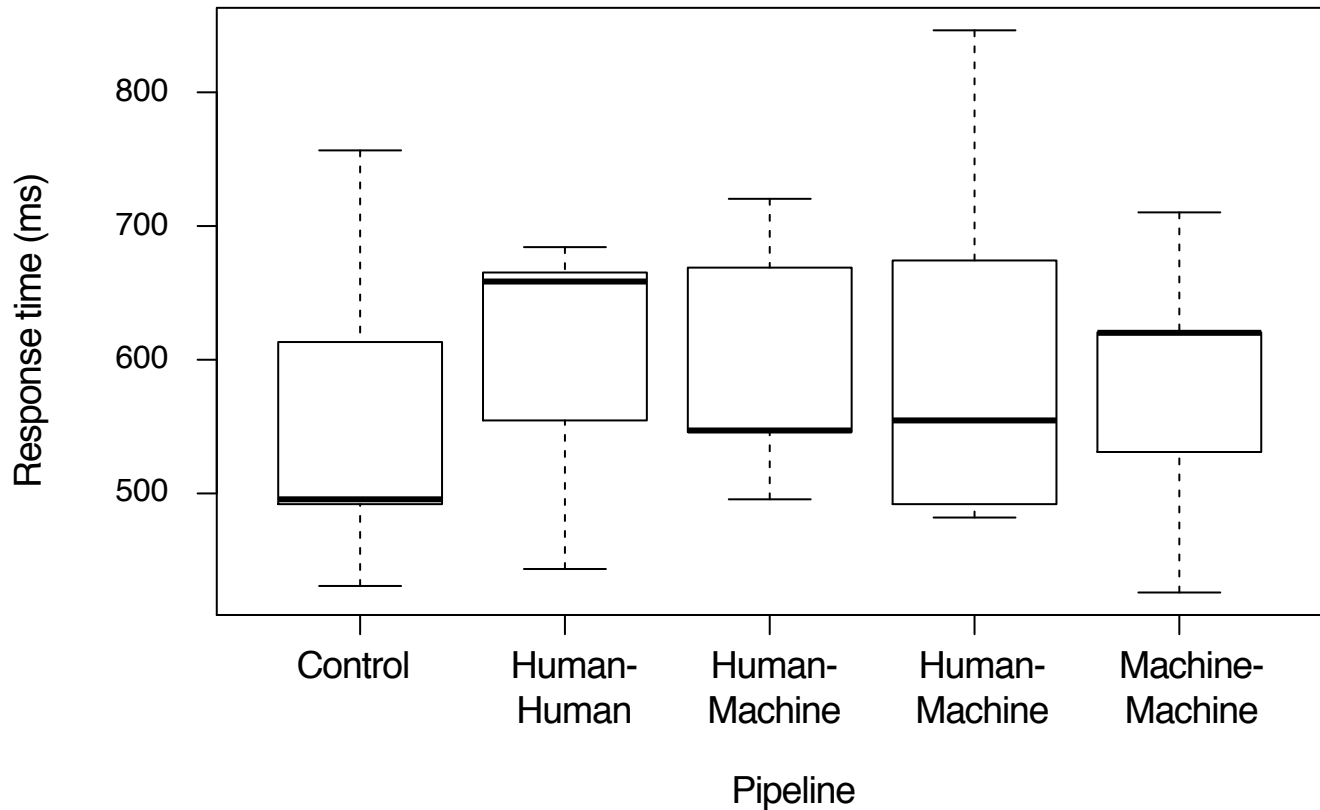 Response time (ms)
800
700
600
500
Control
Human-
Human
Human-
Machine
Human-
Machine
Machine-
Machine
Pipeline